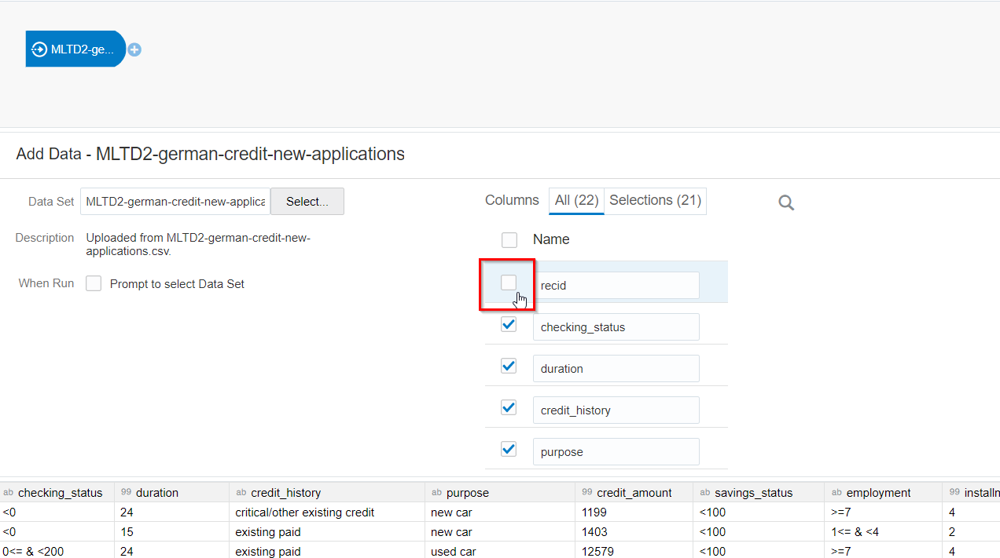 MLTD2-ge...
Add Data - MLTD2-german-credit-new-applications
Data Set MLTD2-german-credit-new-applica Select...
Description Uploaded from MLTD2-german-credit-new-
applications.csv.
When Run Prompt to select Data Set
Columns All (22) Selections (21)
Name
recid
checking_status
duration
credit_history
purpose
ab checking_status 99 duration ab credit_history ab purpose 99 credit_amount ab savings_status ab employment 99 installm
<0 24 critical/other existing credit new car 1199 <100 >=7 4
<0 15 existing paid new car 1403 <100 1<= & <4 2
0<= & <200 24 existing paid used car 12579 <100 >=7 4